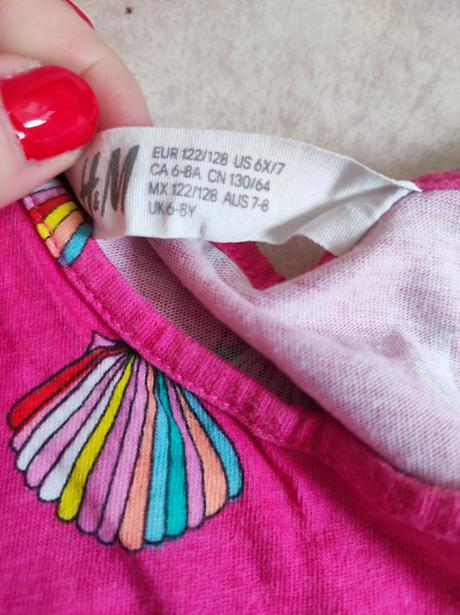 H&M
EUR 122/128 US 6X/7
CA 6-8A CN 130/64
MX 122/128 AUS 7-8
UK 6-8Y